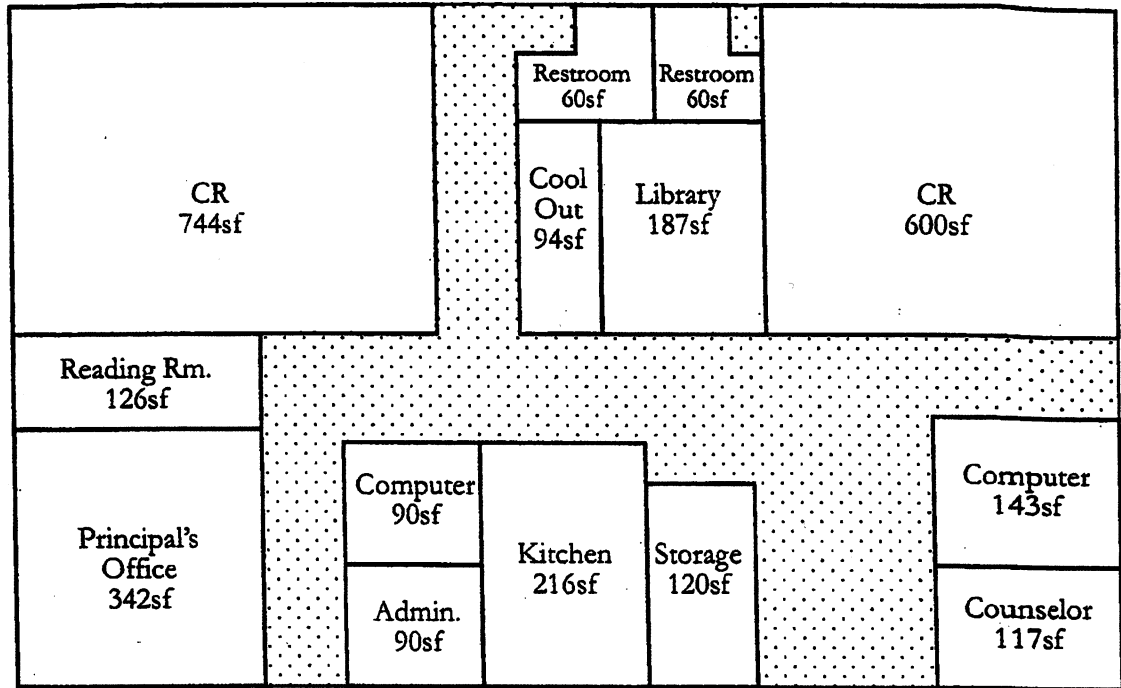 Restroom
60sf
Restroom
60sf
CR
744sf
Cool
Out
94sf
Library
187sf
CR
600sf
Reading Rm.
126sf
Principal's
Office
342sf
Computer
90sf
Admin.
90sf
Kitchen
216sf
Storage
120sf
Computer
143sf
Counselor
117sf